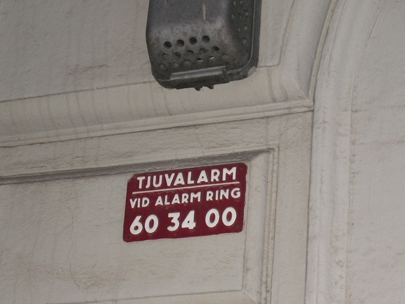 TJUVALARM
VID ALARM RING
60 34 00